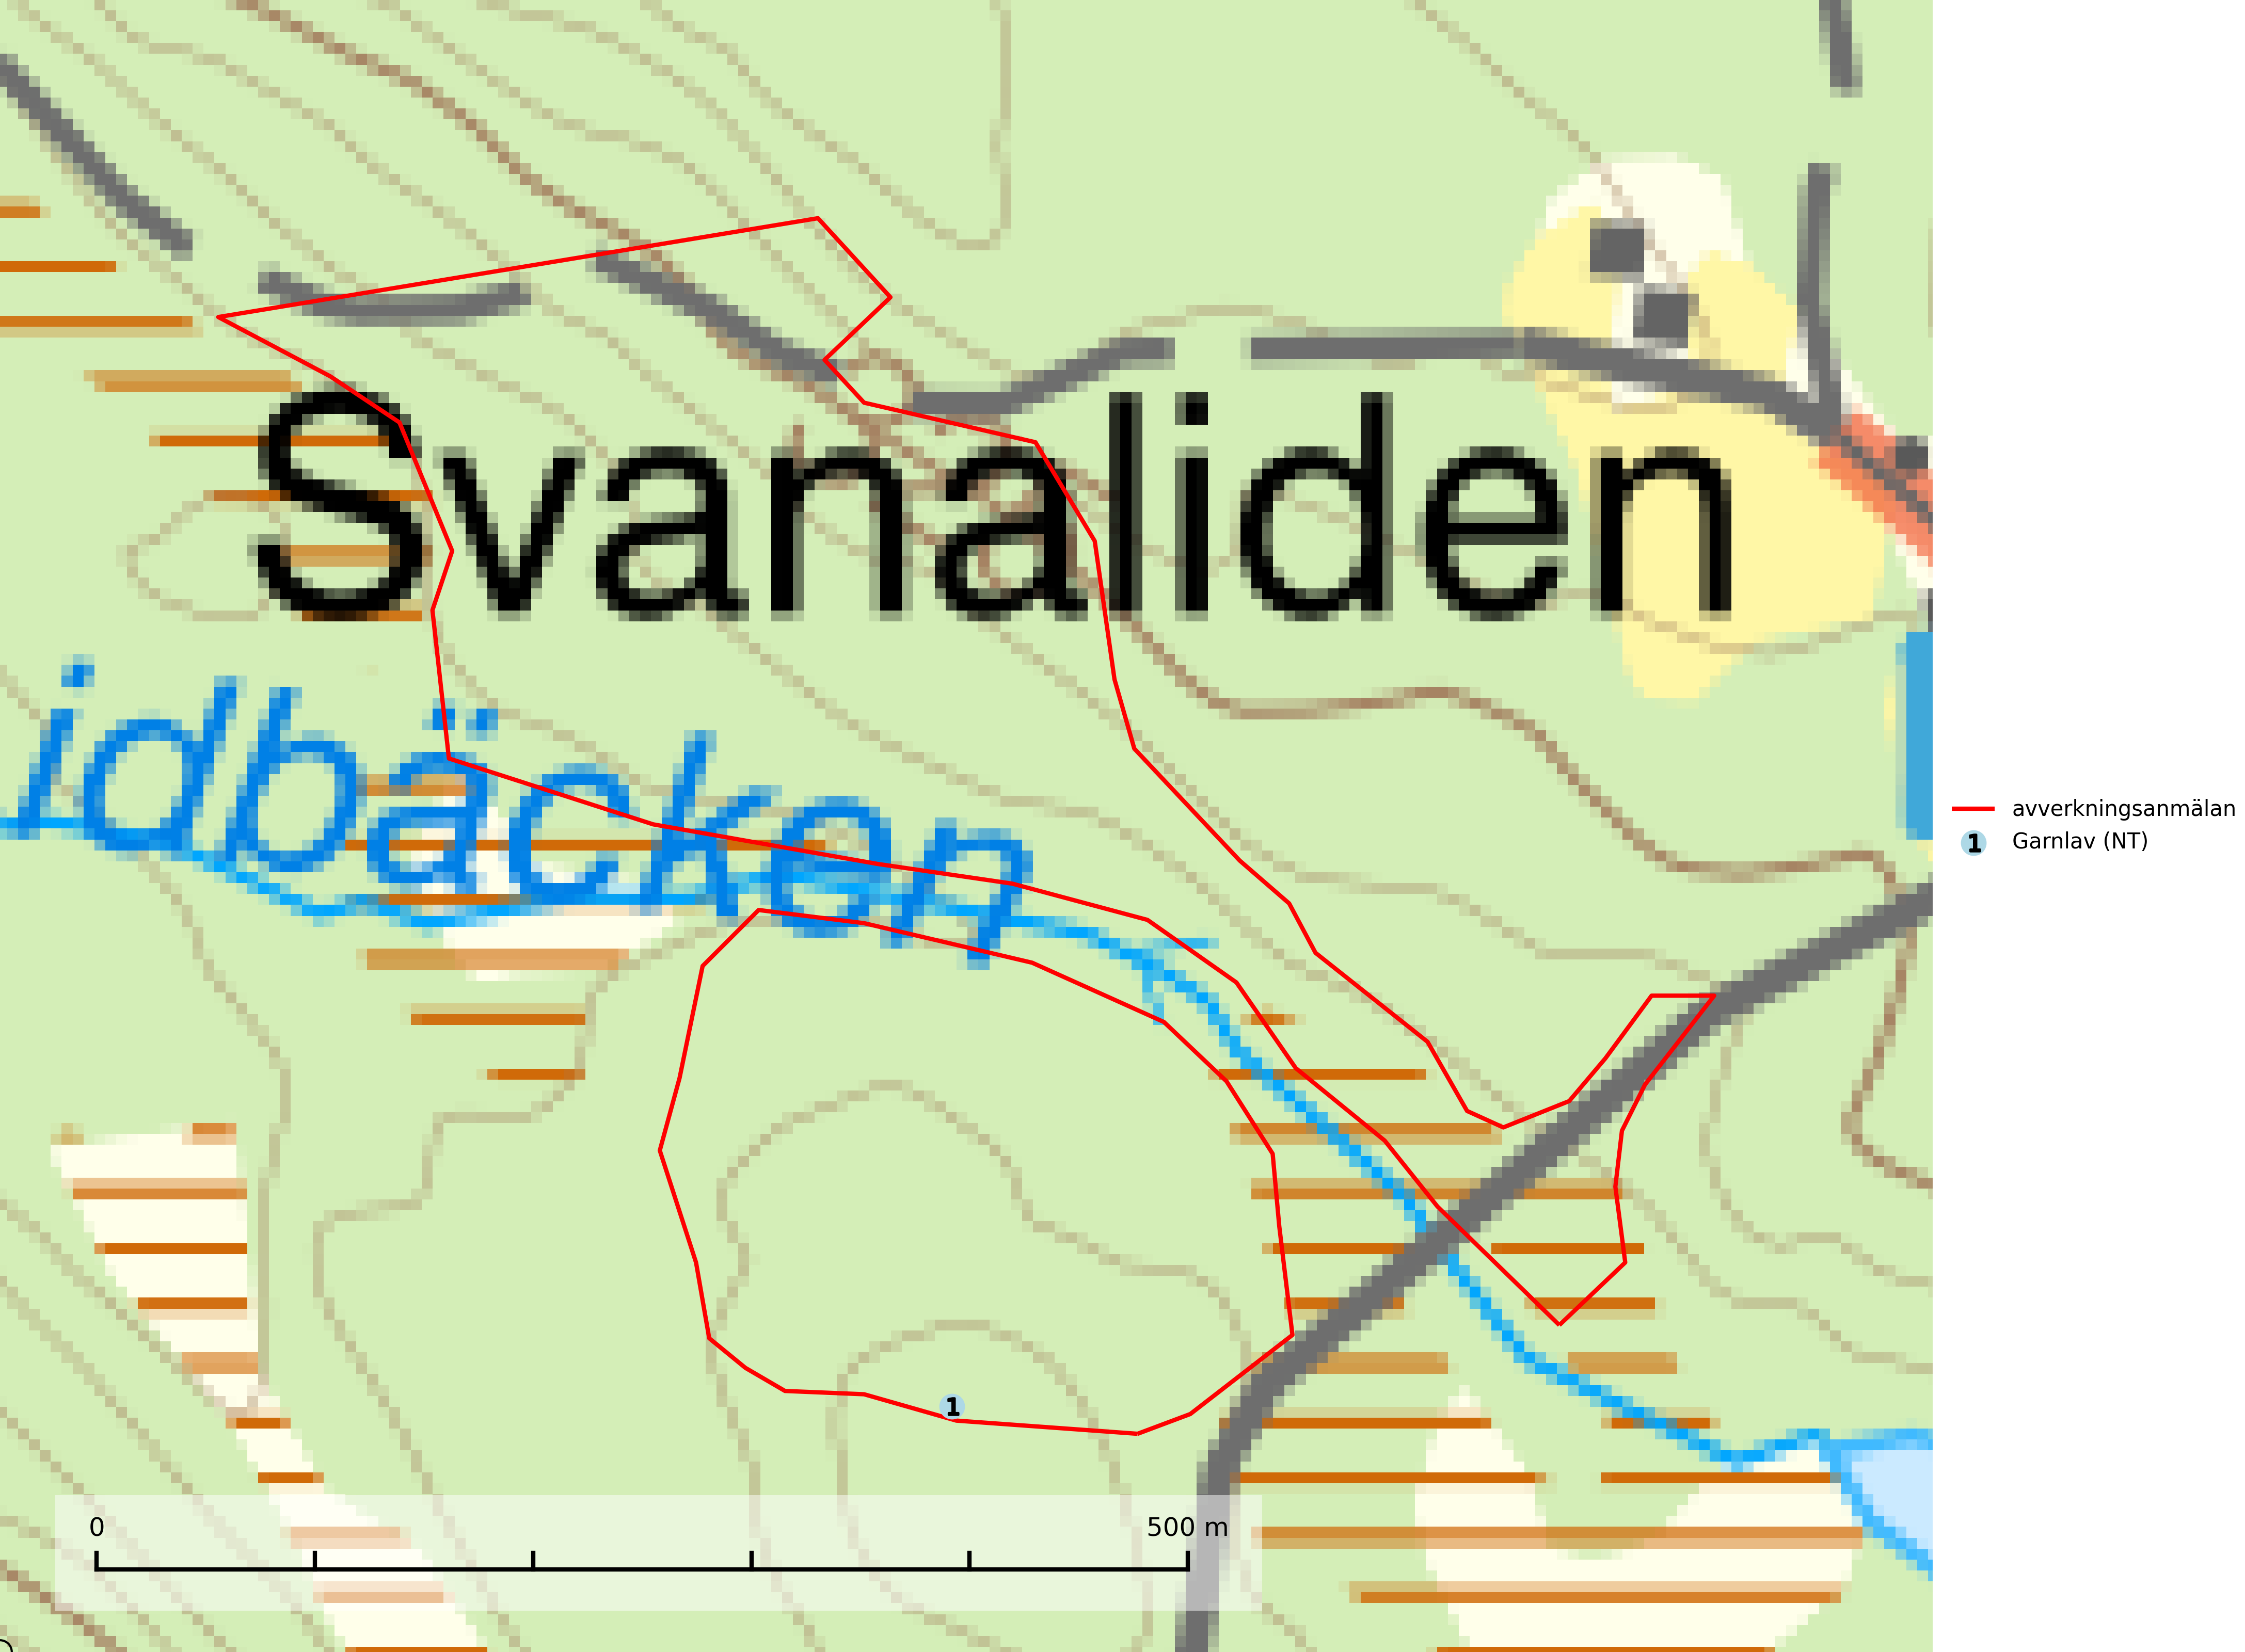 Svanaliden
idbäcken
avverkningsanmälan
1 Garnlav (NT)
1
0 500 m